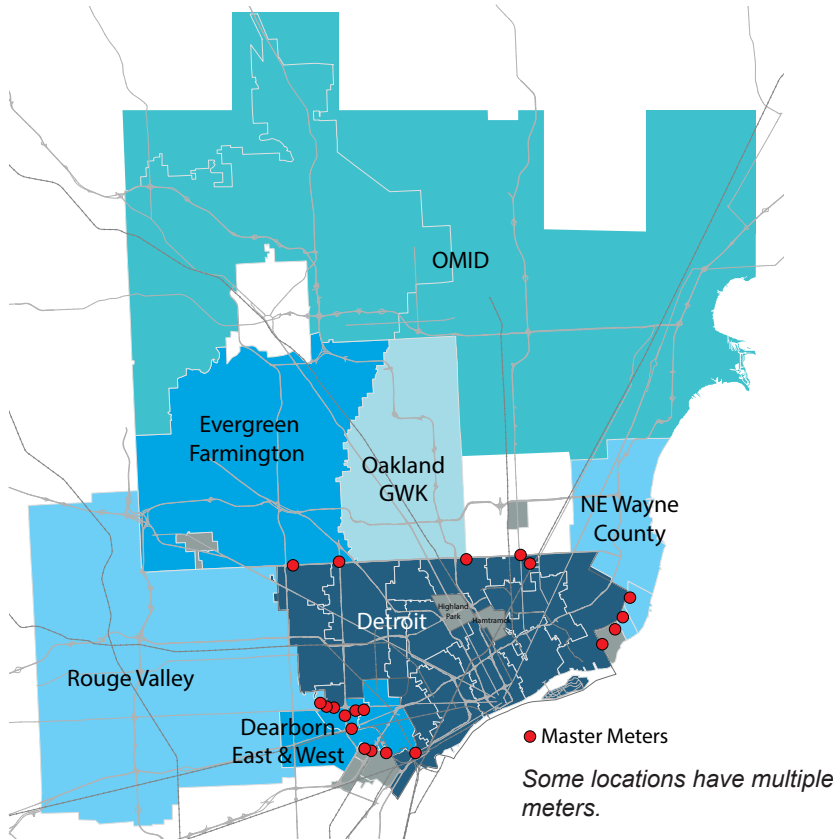 OMID
Evergreen
Farmington
Oakland
GWK
NE Wayne
County
Highland
Park
Hamtramck
Detroit
Rouge Valley
Dearborn
East & West
Master Meters
Some locations have multiple
meters.